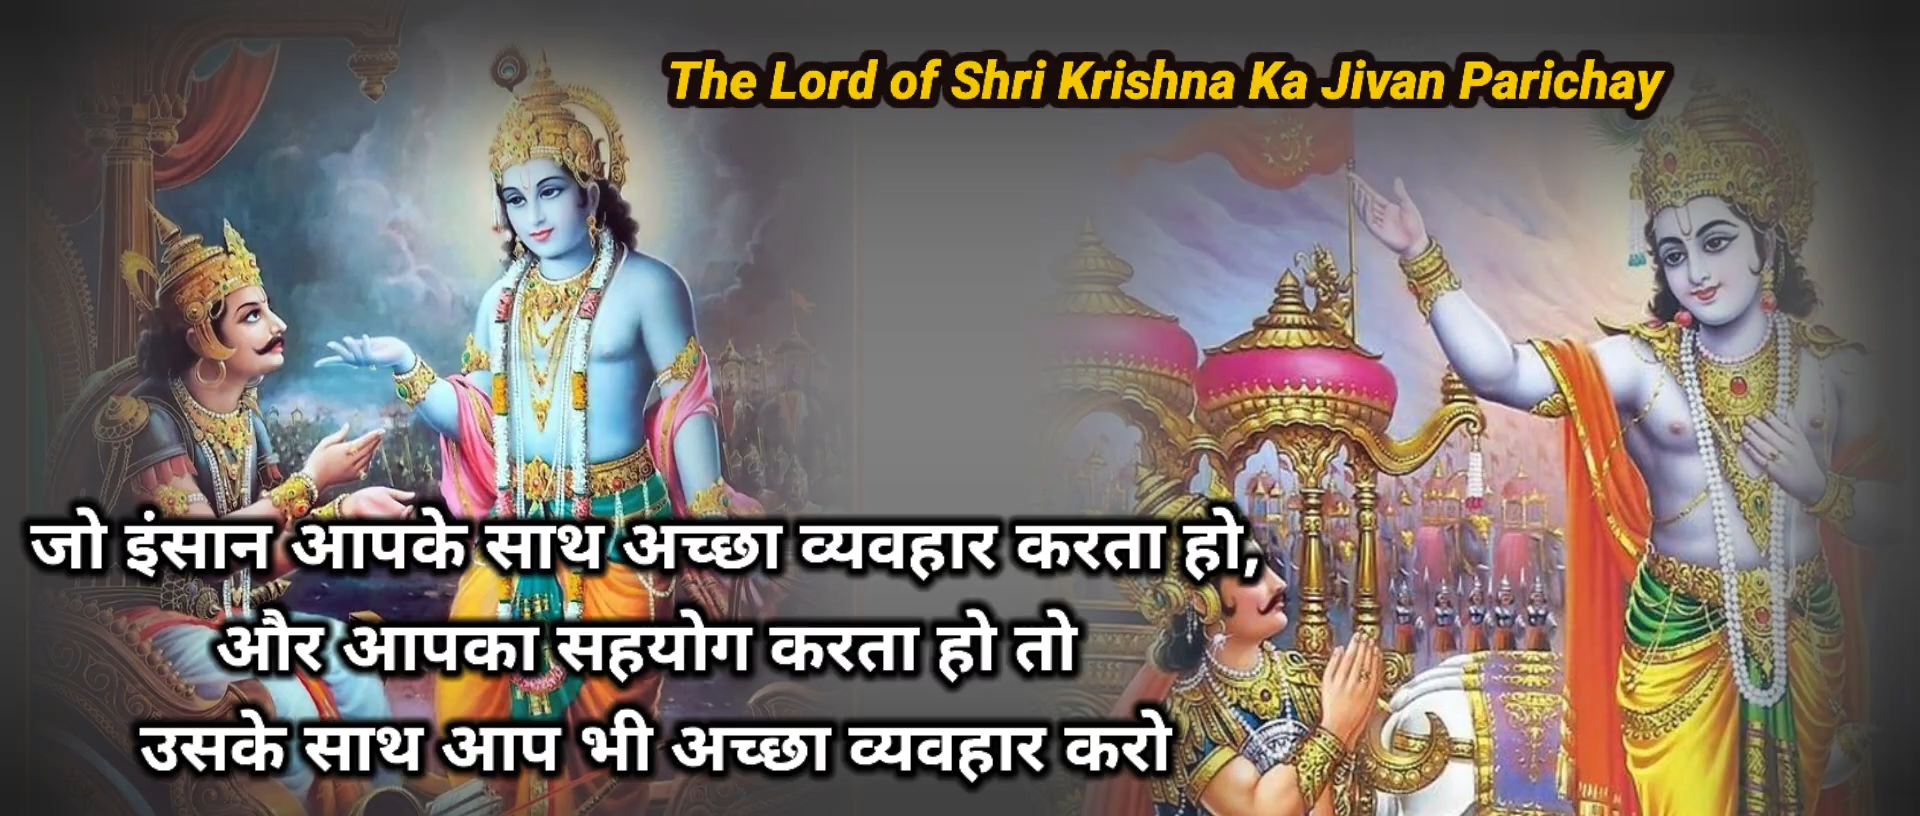 The Lord of Shri Krishna Ka Jivan Parichay
जो इंसान आपके साथ अच्छा व्यवहार करता हो,
और आपका सहयोग करता हो तो
उसके साथ आप भी अच्छा व्यवहार करो